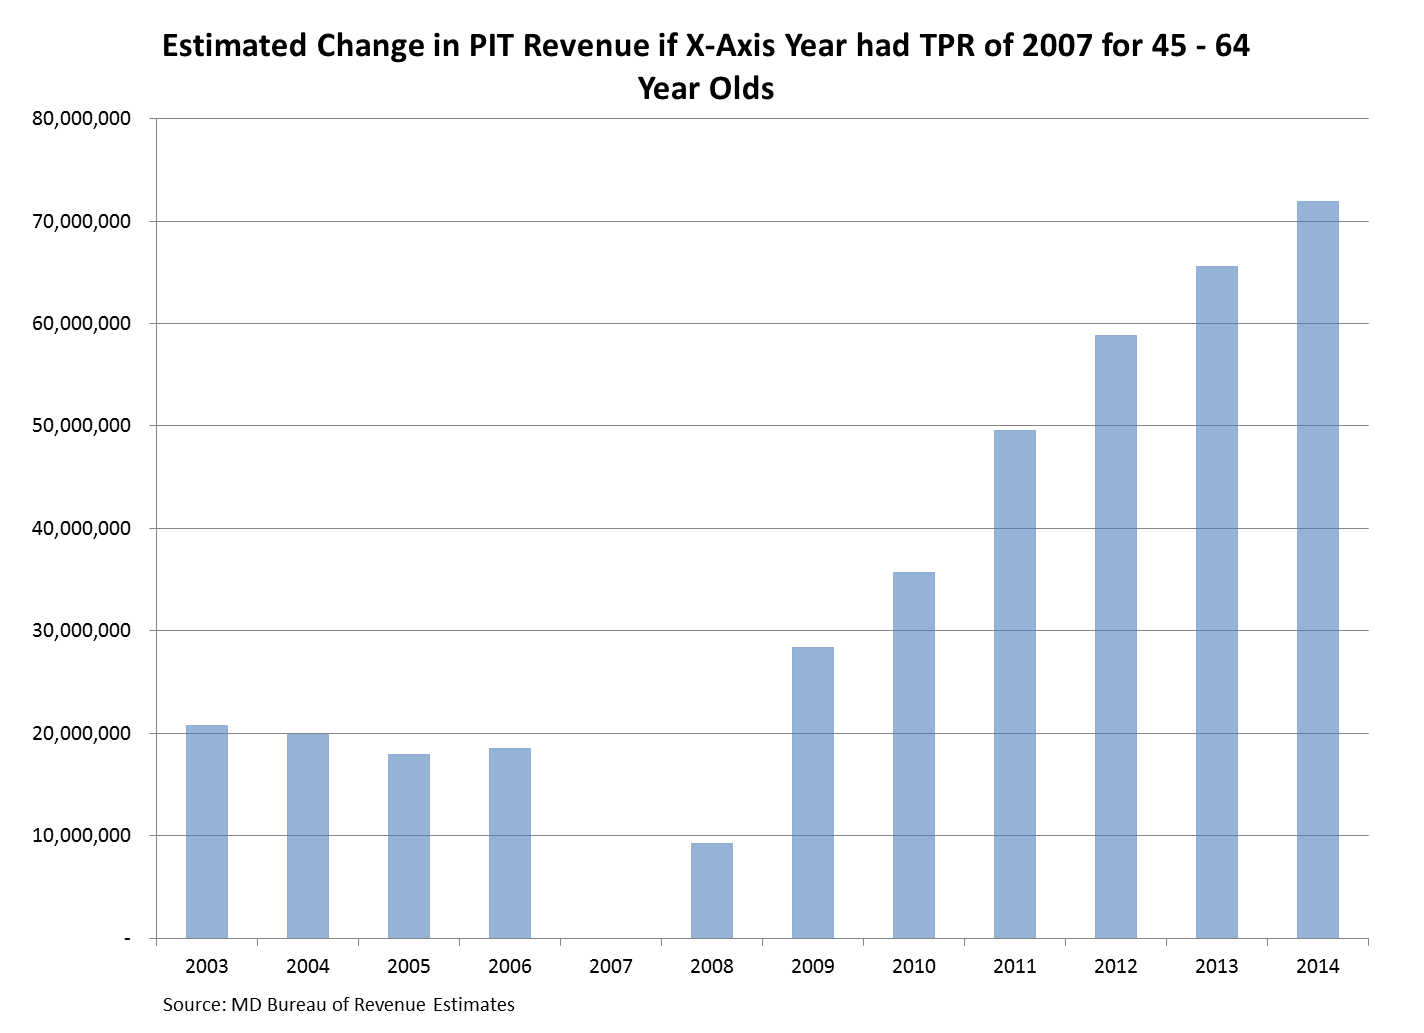 Estimated Change in PIT Revenue if X-Axis Year had TPR of 2007 for 45 - 64
Year Olds
80,000,000
70,000,000
60,000,000
50,000,000
40,000,000
30,000,000
20,000,000
10,000,000
-
2003 2004 2005 2006 2007 2008 2009 2010 2011 2012 2013 2014
Source: MD Bureau of Revenue Estimates